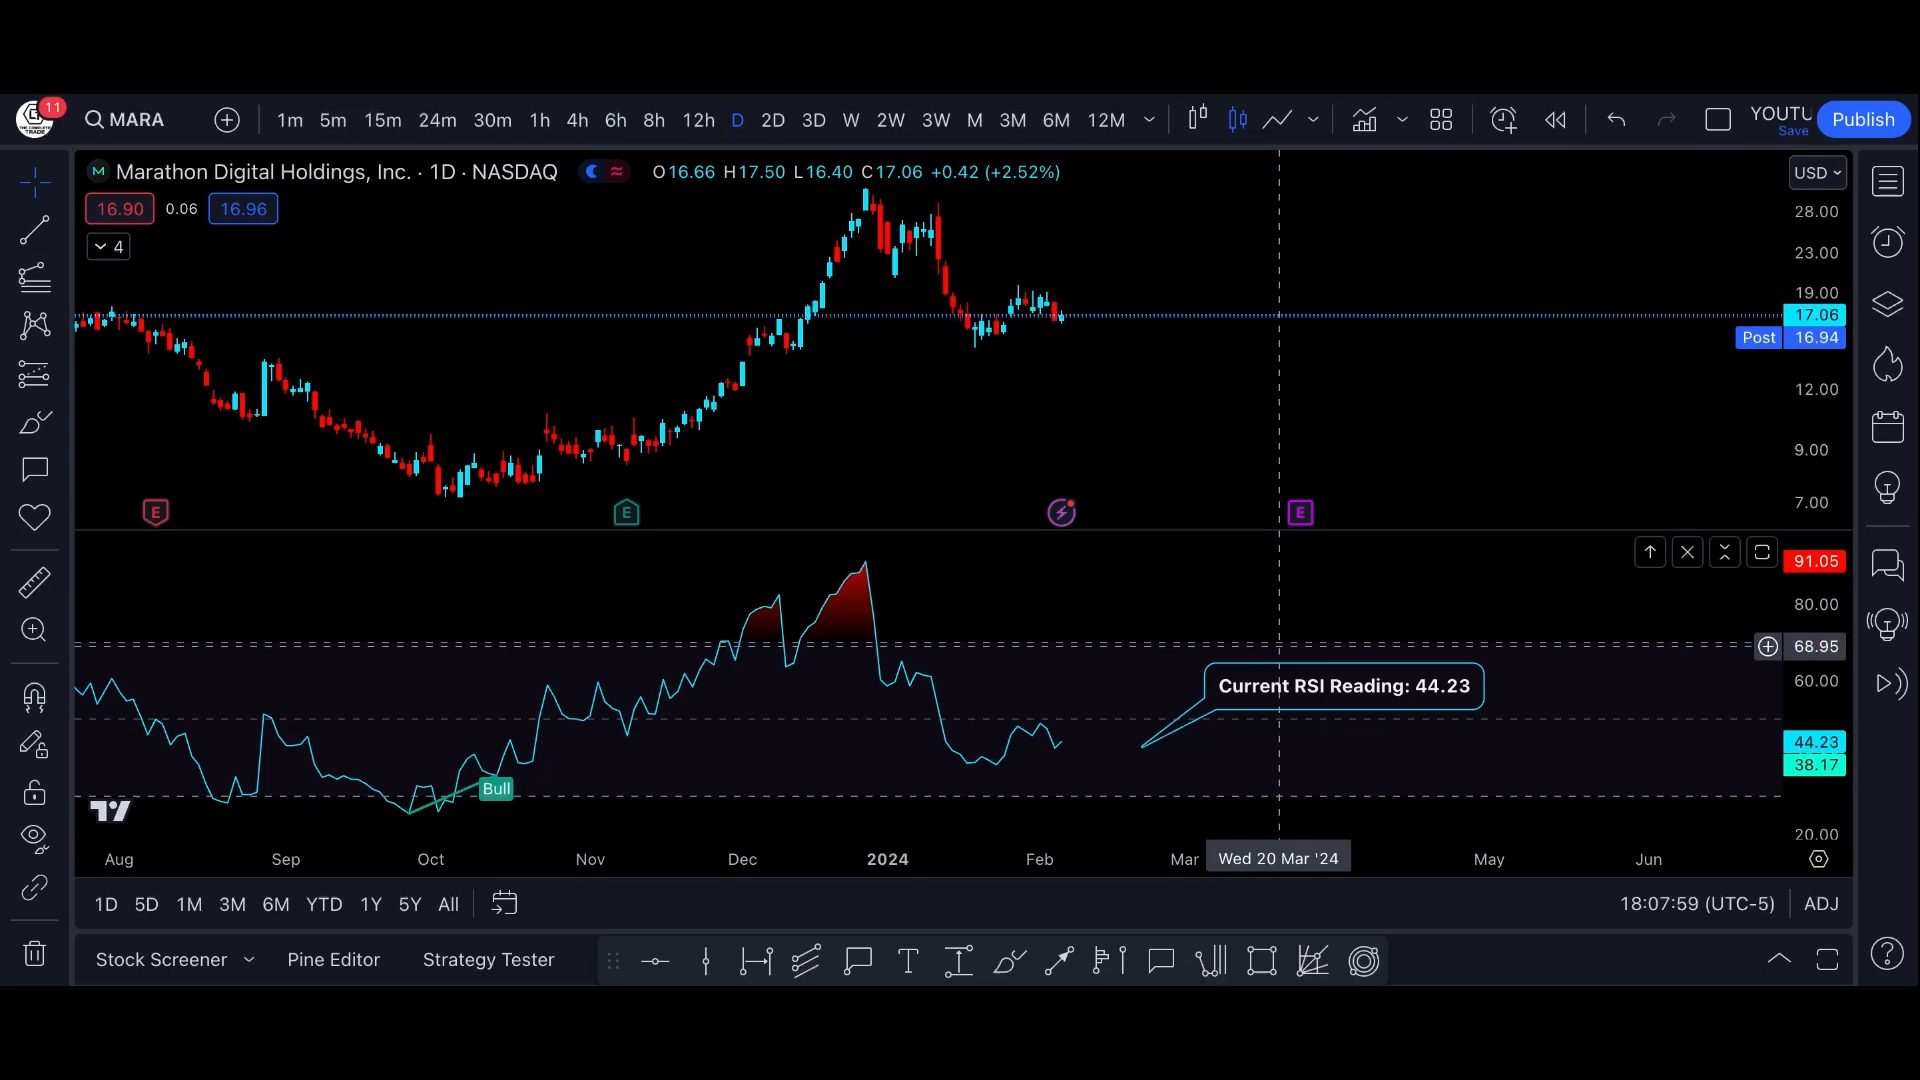 11
MARA
1m 5m 15m 24m 30m 1h 4h 6h 8h 12h D 2D 3D W 2W 3W M 3M 6M 12M
YOUTU
Save
Publish
M Marathon Digital Holdings, Inc. · 1D · NASDAQ
O16.66 H17.50 L16.40 C17.06 +0.42 (+2.52%)
USD
16.90 0.06 16.96
4
28.00
23.00
19.00
17.06
Post 16.94
12.00
9.00
7.00
E E E
91.05
80.00
68.95
60.00
Current RSI Reading: 44.23
44.23
38.17
Bull
20.00
Aug Sep Oct Nov Dec 2024 Feb Mar Wed 20 Mar '24 May Jun
1D 5D 1M 3M 6M YTD 1Y 5Y All
18:07:59 (UTC-5) ADJ
Stock Screener Pine Editor Strategy Tester